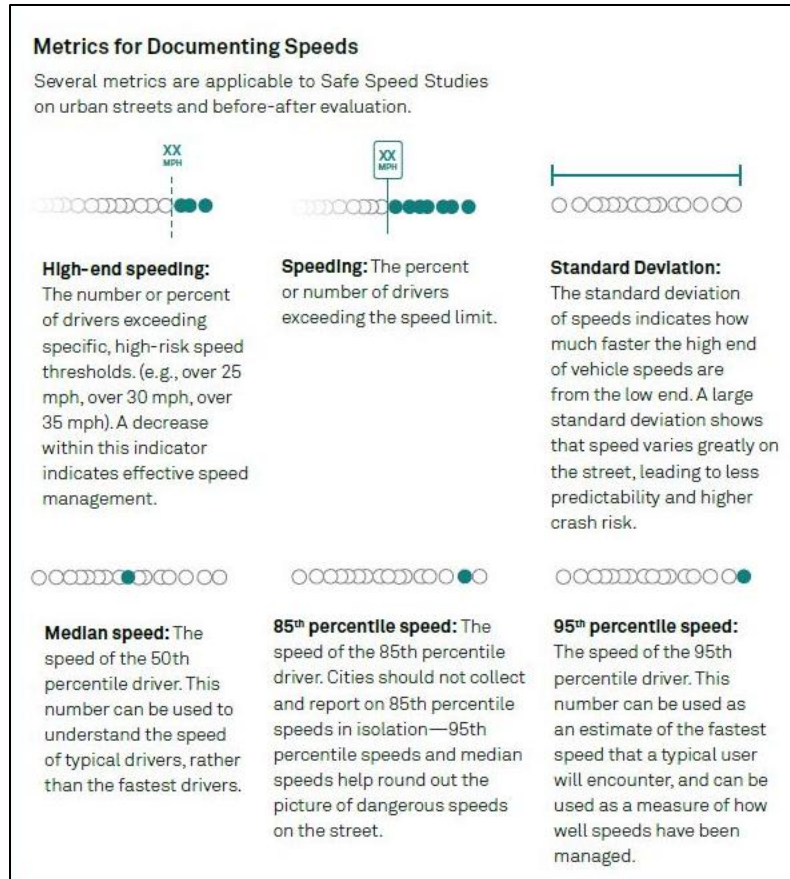 Metrics for Documenting Speeds
Several metrics are applicable to Safe Speed Studies
on urban streets and before-after evaluation.
XX
MPH
High-end speeding:
The number or percent
of drivers exceeding
specific, high-risk speed
thresholds. (e.g., over 25
mph, over 30 mph, over
35 mph). A decrease
within this indicator
indicates effective speed
management.
XX
MPH
Speeding: The percent
or number of drivers
exceeding the speed limit.
Standard Deviation:
The standard deviation
of speeds indicates how
much faster the high end
of vehicle speeds are
from the low end. A large
standard deviation shows
that speed varies greatly on
the street, leading to less
predictability and higher
crash risk.
Median speed: The
speed of the 50th
percentile driver. This
number can be used to
understand the speed
of typical drivers, rather
than the fastest drivers.
85th percentile speed: The
speed of the 85th percentile
driver. Cities should not collect
and report on 85th percentile
speeds in isolation—95th
percentile speeds and median
speeds help round out the
picture of dangerous speeds
on the street.
95th percentile speed:
The speed of the 95th
percentile driver. This
number can be used as
an estimate of the fastest
speed that a typical user
will encounter, and can be
used as a measure of how
well speeds have been
managed.